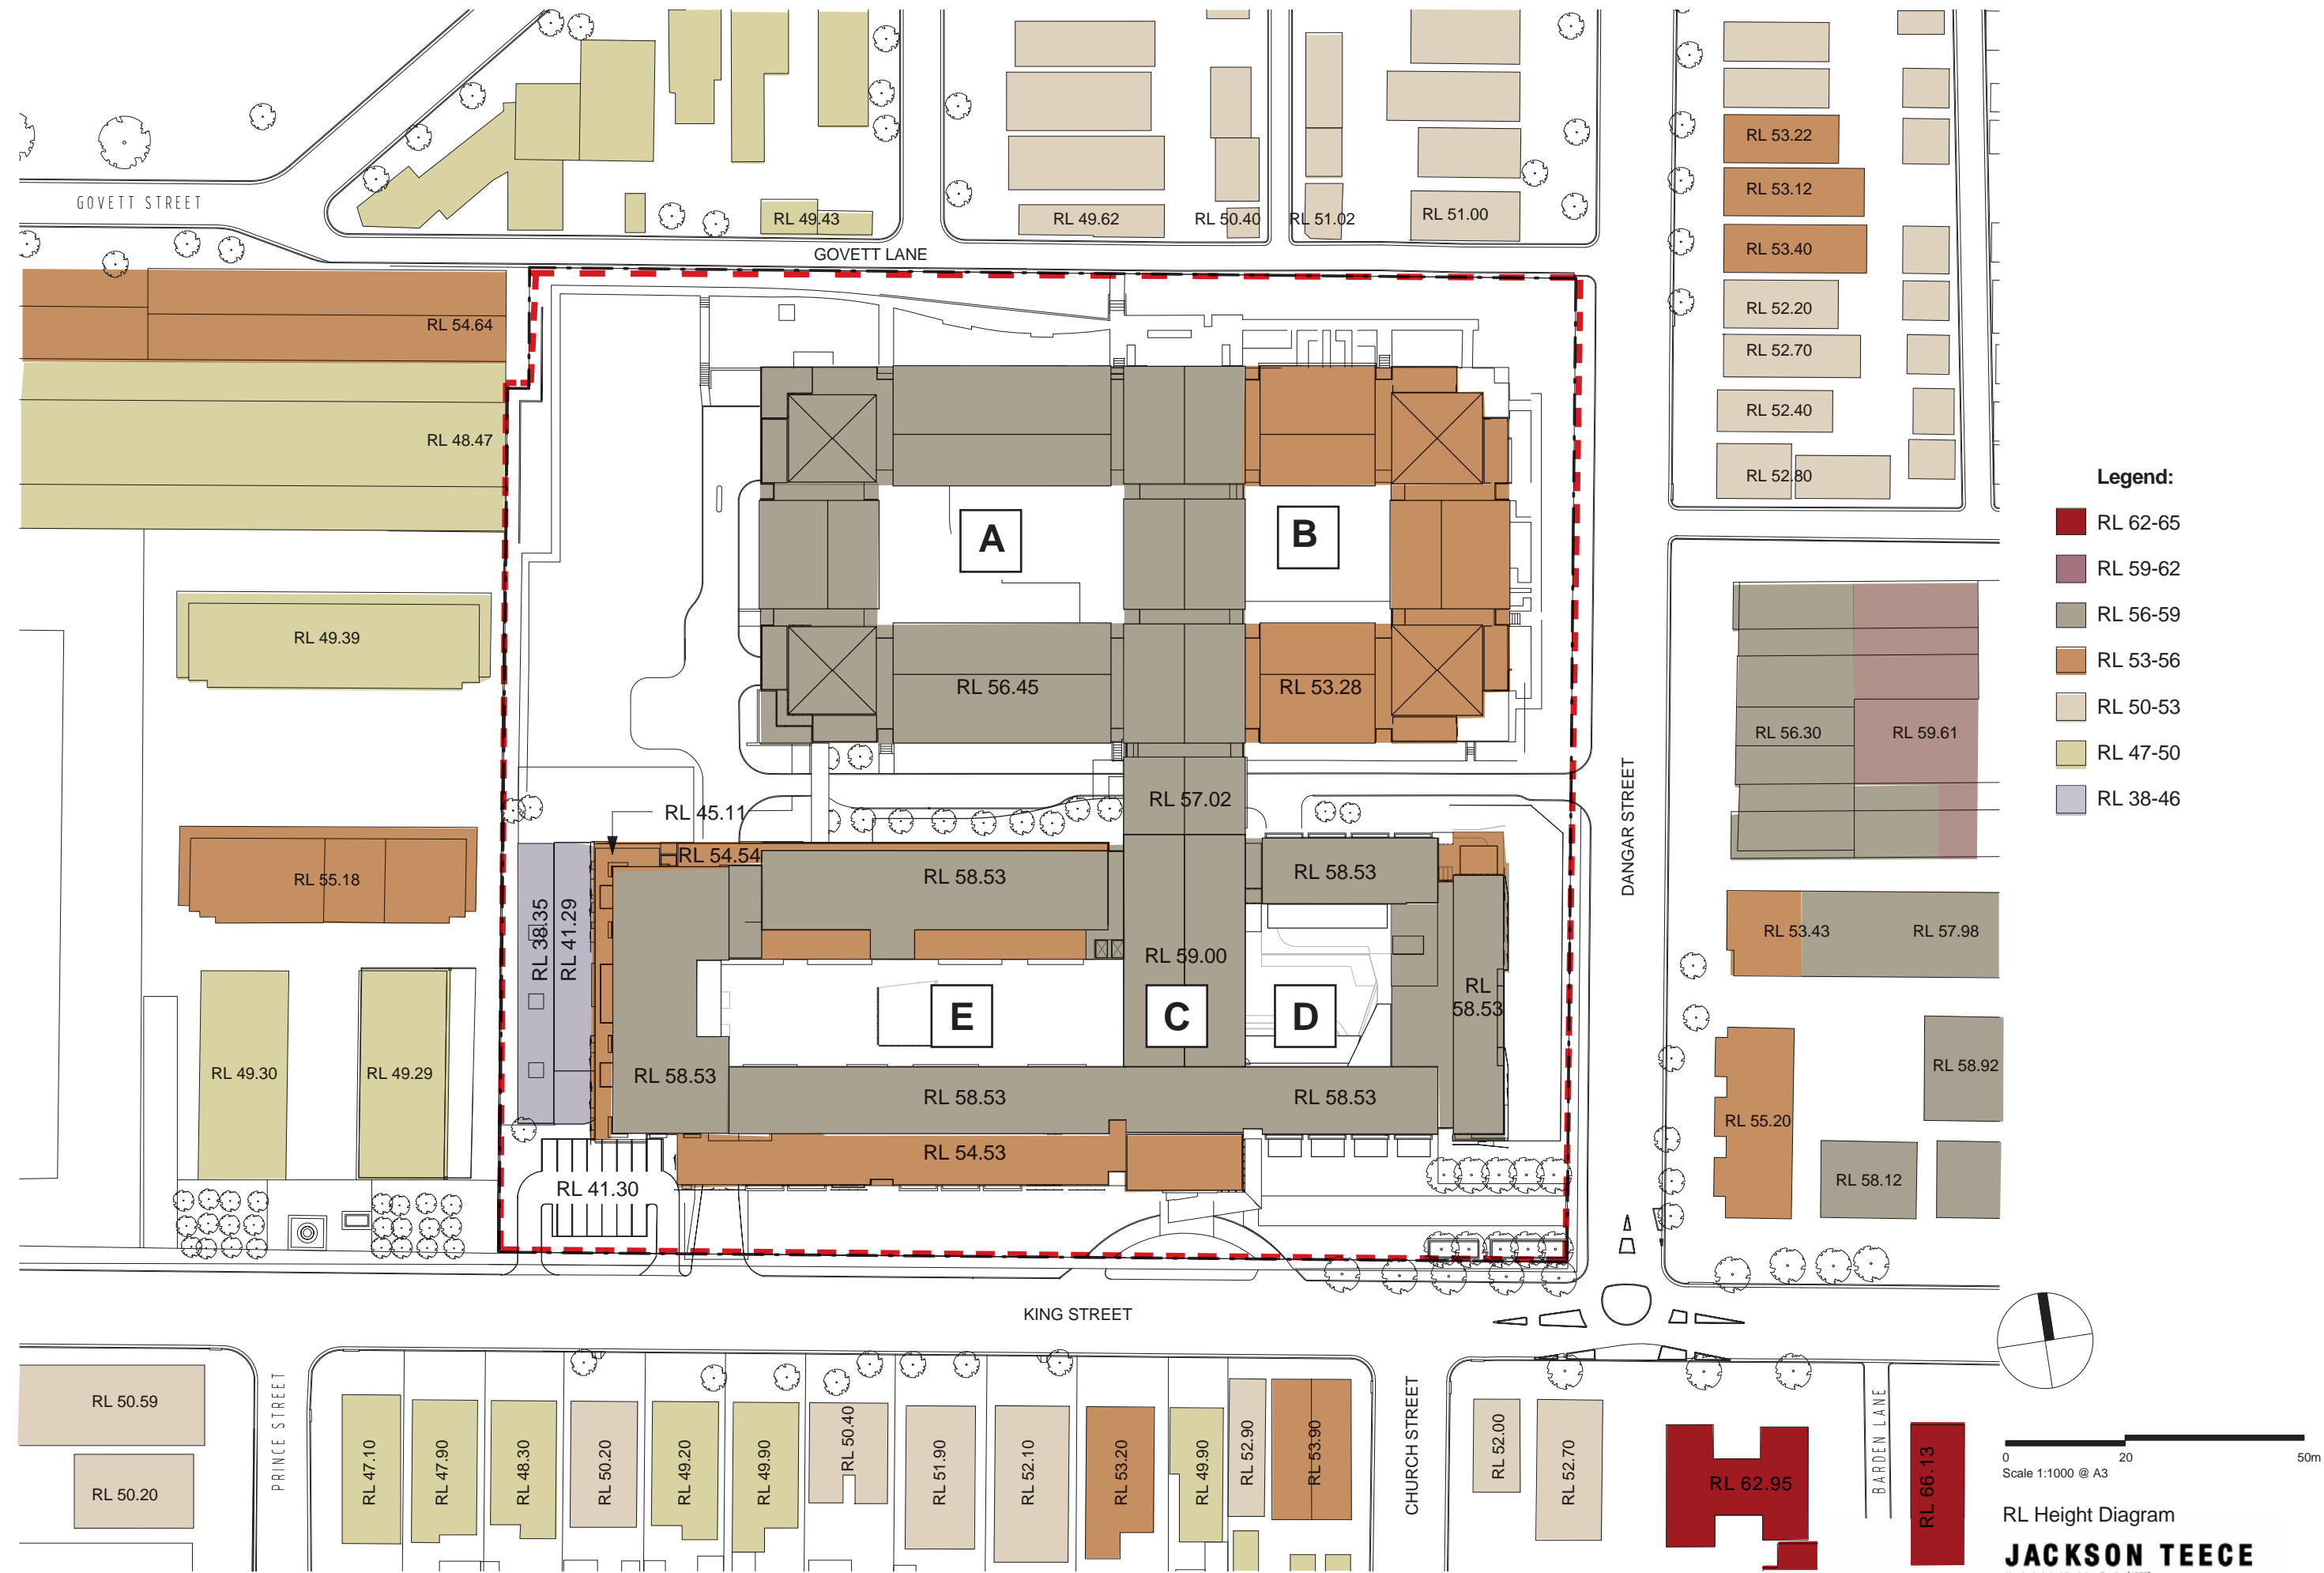 GOVETT STREET
RL 49.43
RL 49.62
RL 50.40
RL 51.02
RL 51.00
GOVETT LANE
RL 53.22
RL 53.12
RL 53.40
RL 52.20
RL 52.70
RL 52.40
RL 52.80
RL 54.64
RL 48.47
RL 49.39
RL 55.18
RL 49.30
RL 49.29
A
B
RL 56.45
RL 53.28
RL 57.02
RL 45.11
RL 54.54
RL 58.53
RL 58.53
RL 38.35
RL 41.29
RL 59.00
RL
58.53
E
C
D
RL 58.53
RL 58.53
RL 58.53
RL 54.53
RL 41.30
DANGAR STREET
RL 56.30
RL 59.61
RL 53.43
RL 57.98
RL 58.92
RL 55.20
RL 58.12
Legend:
RL 62-65
RL 59-62
RL 56-59
RL 53-56
RL 50-53
RL 47-50
RL 38-46
KING STREET
RL 50.59
RL 50.20
PRINCE STREET
RL 47.10
RL 47.90
RL 48.30
RL 50.20
RL 49.20
RL 49.90
RL 50.40
RL 51.90
RL 52.10
RL 53.20
RL 49.90
RL 52.90
RL 53.90
CHURCH STREET
RL 52.00
RL 52.70
RL 62.95
BARDEN LANE
RL 66.13
0 20 50m
Scale 1:1000 @ A3
RL Height Diagram
JACKSON TEECE